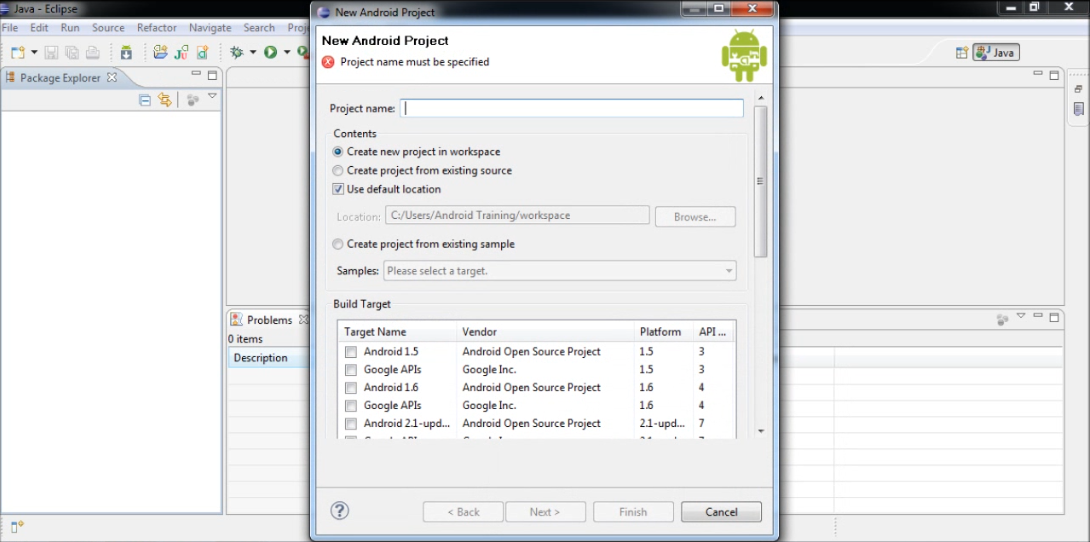 Java - Eclipse
File Edit Run Source Refactor Navigate Search
Java
Package Explorer
Problems
0 items
Description
New Android Project
New Android Project
Project name must be specified
Project name:
Contents
Create new project in workspace
Create project from existing source
Use default location
Location: C:/Users/Android Training/workspace Browse...
Create project from existing sample
Samples: Please select a target.
Build Target
Target Name Vendor Platform API ...
Android 1.5 Android Open Source Project 1.5 3
Google APIs Google Inc. 1.5 3
Android 1.6 Android Open Source Project 1.6 4
Google APIs Google Inc. 1.6 4
Android 2.1-upd... Android Open Source Project 2.1-upd... 7
< Back Next > Finish Cancel